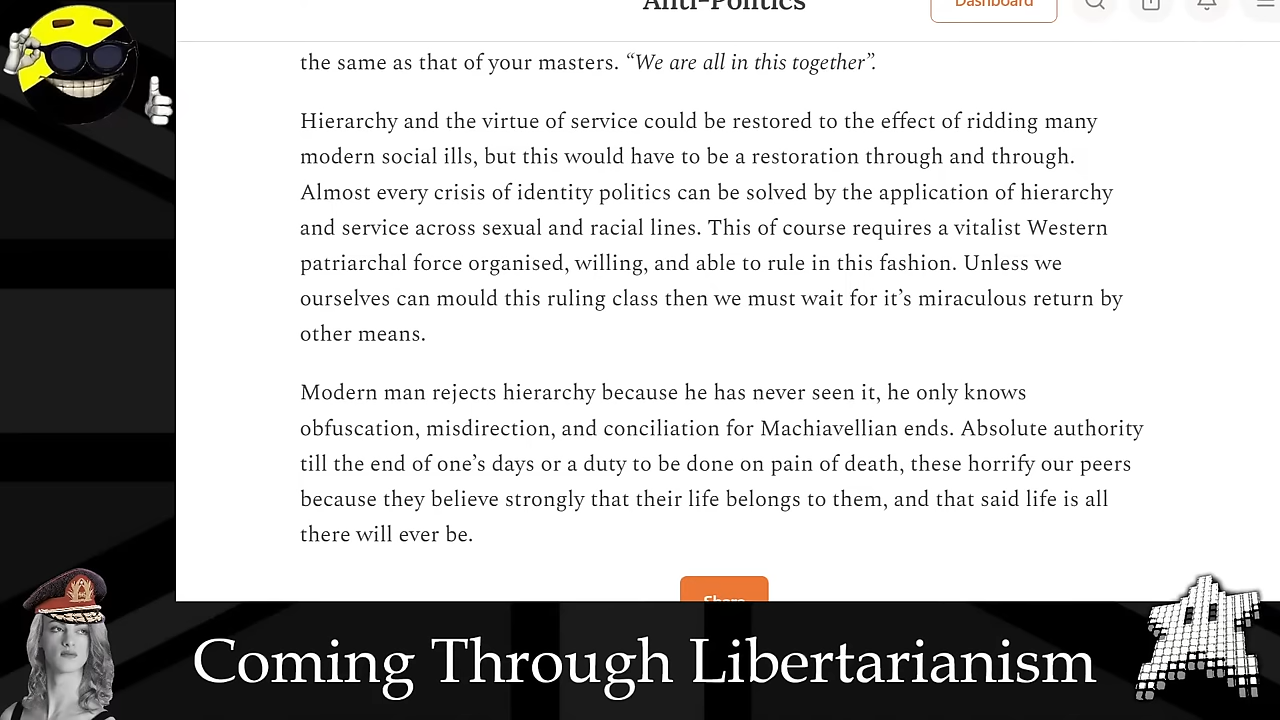 Anti-Politics
Dashboard
the same as that of your masters. “We are all in this together”.
Hierarchy and the virtue of service could be restored to the effect of ridding many
modern social ills, but this would have to be a restoration through and through.
Almost every crisis of identity politics can be solved by the application of hierarchy
and service across sexual and racial lines. This of course requires a vitalist Western
patriarchal force organised, willing, and able to rule in this fashion. Unless we
ourselves can mould this ruling class then we must wait for it’s miraculous return by
other means.
Modern man rejects hierarchy because he has never seen it, he only knows
obfuscation, misdirection, and conciliation for Machiavellian ends. Absolute authority
till the end of one’s days or a duty to be done on pain of death, these horrify our peers
because they believe strongly that their life belongs to them, and that said life is all
there will ever be.
Share
Coming Through Libertarianism